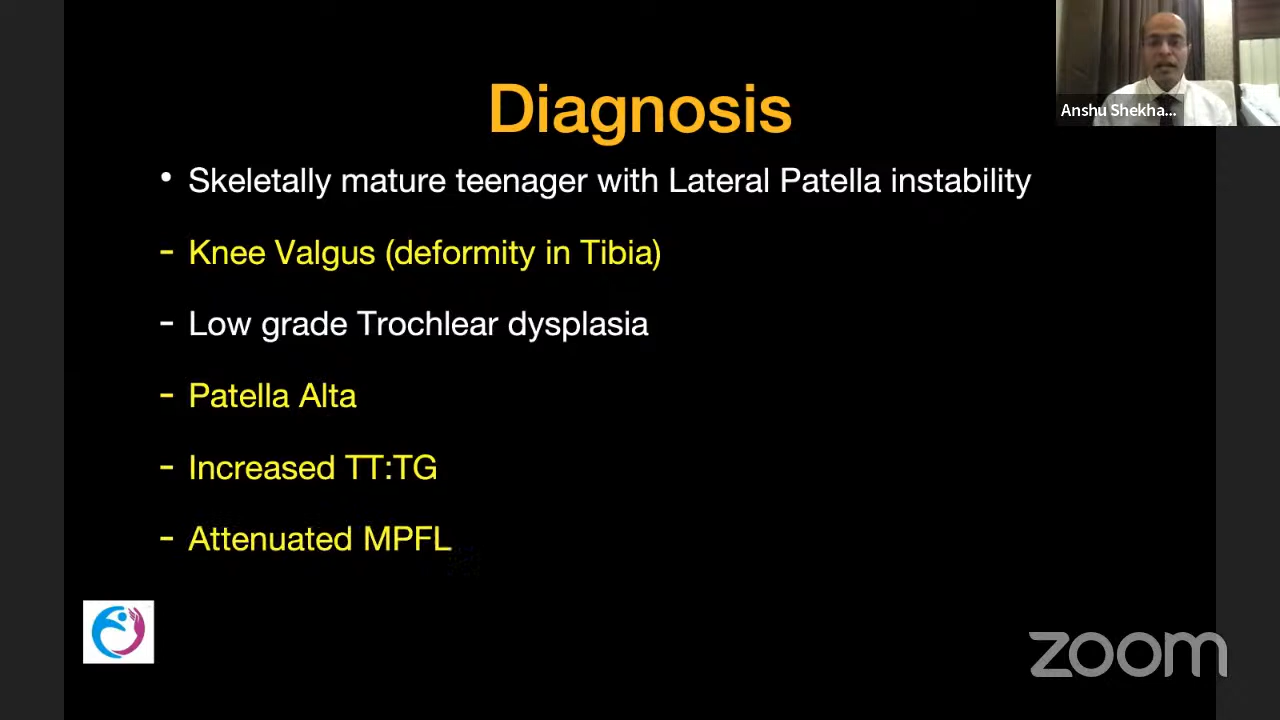 Diagnosis
• Skeletally mature teenager with Lateral Patella instability
- Knee Valgus (deformity in Tibia)
- Low grade Trochlear dysplasia
- Patella Alta
- Increased TT:TG
- Attenuated MPFL
Anshu Shekha...
zoom